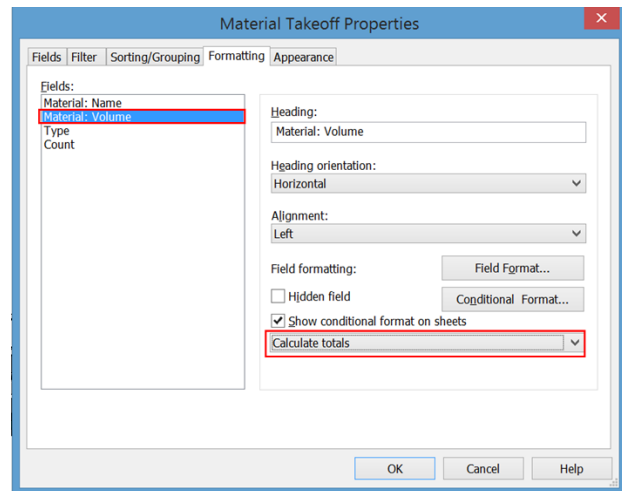 Material Takeoff Properties
Fields Filter Sorting/Grouping Formatting Appearance
Fields:
Material: Name
Material: Volume
Type
Count
Heading:
Material: Volume
Heading orientation:
Horizontal
Alignment:
Left
Field formatting:
Field Format...
Hidden field
Conditional Format...
Show conditional format on sheets
Calculate totals
OK Cancel Help